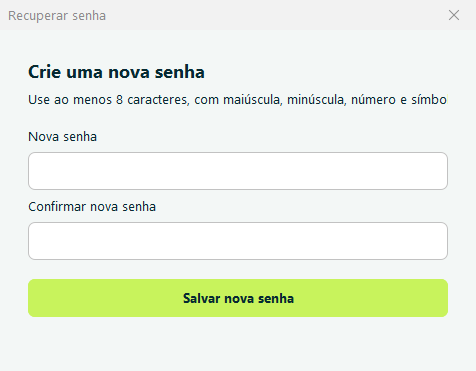 Recuperar senha
Crie uma nova senha
Use ao menos 8 caracteres, com maiúscula, minúscula, número e símbo
Nova senha
Confirmar nova senha
Salvar nova senha